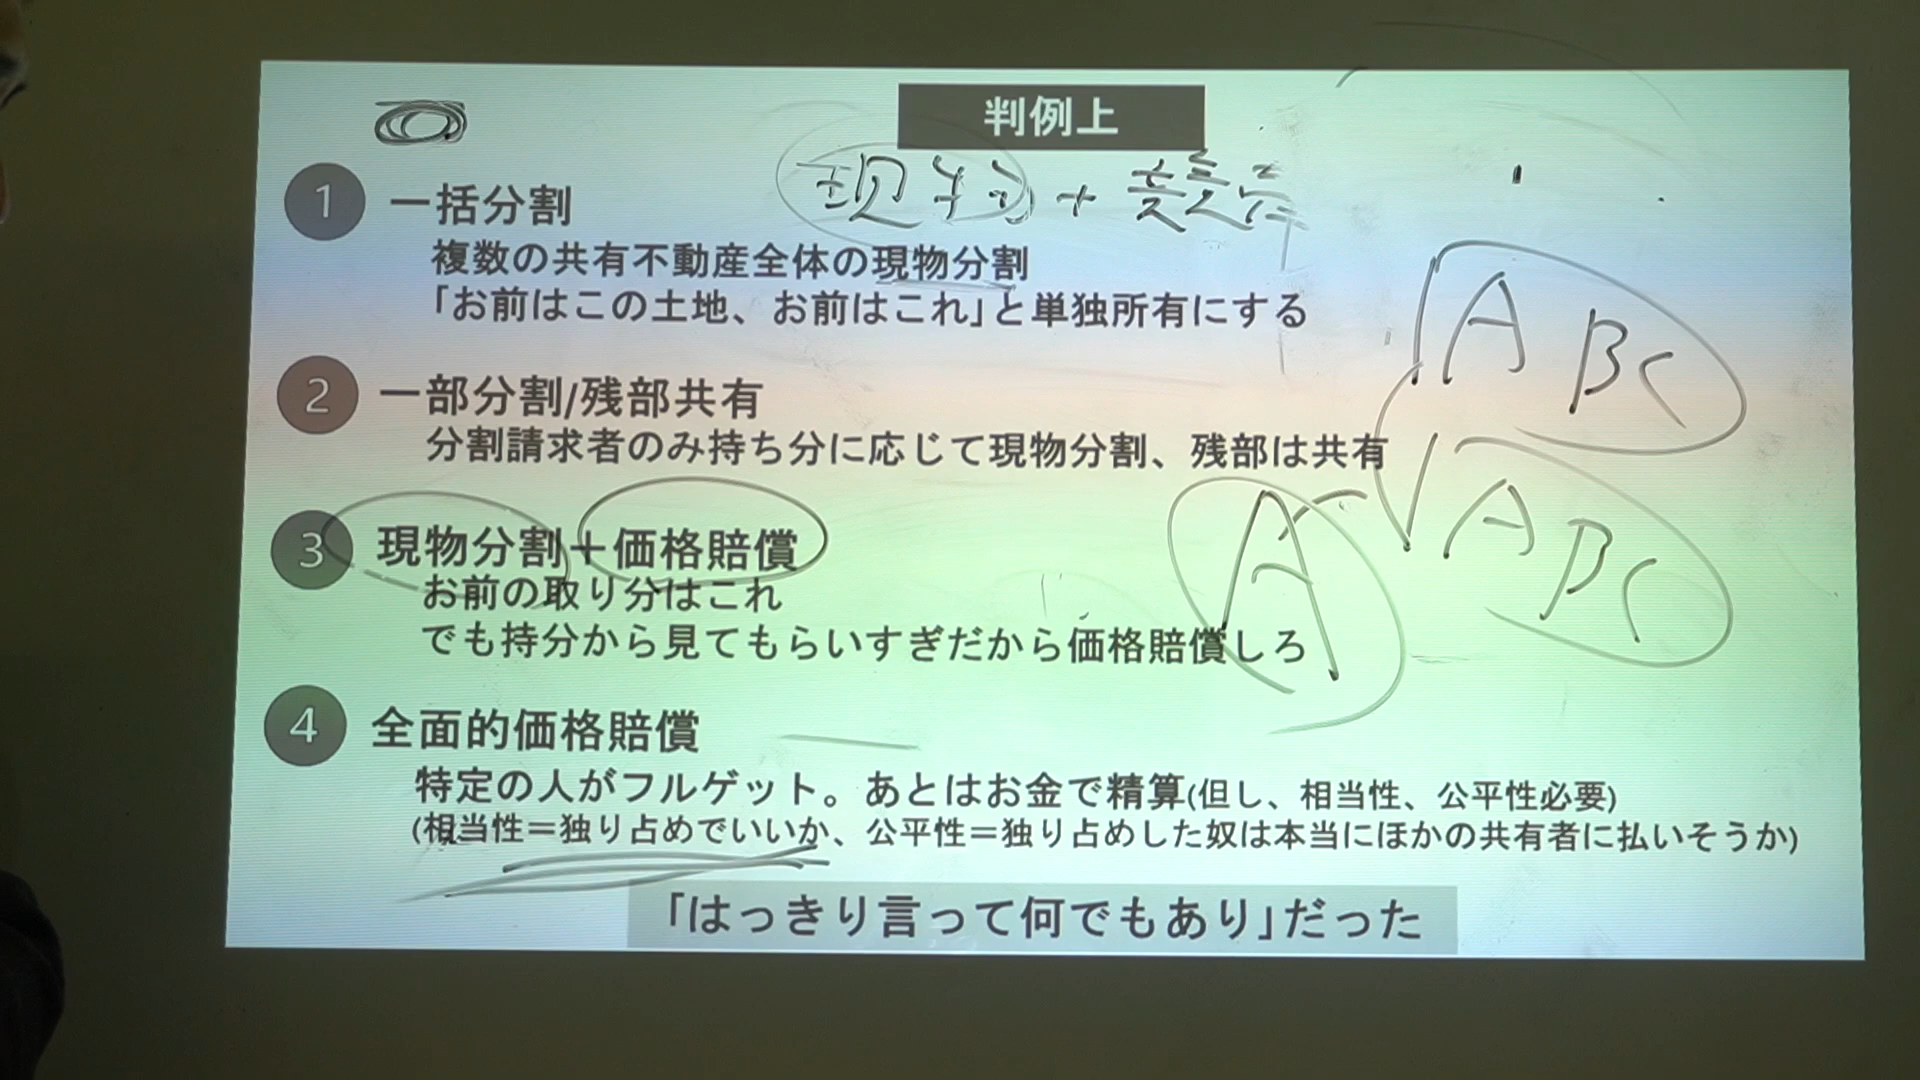 判例上
現物+競売
1 一括分割
複数の共有不動産全体の現物分割
「お前はこの土地、お前はこれ」と単独所有にする
A B C
2 一部分割/残部共有
分割請求者のみ持ち分に応じて現物分割、残部は共有
A A B C
3 現物分割+価格賠償
お前の取り分はこれ
でも持分から見てもらいすぎだから価格賠償しろ
4 全面的価格賠償
特定の人がフルゲット。あとはお金で精算(但し、相当性、公平性必要)
(相当性=独り占めでいいか、公平性=独り占めした奴は本当にほかの共有者に払いそうか)
「はっきり言って何でもあり」だった